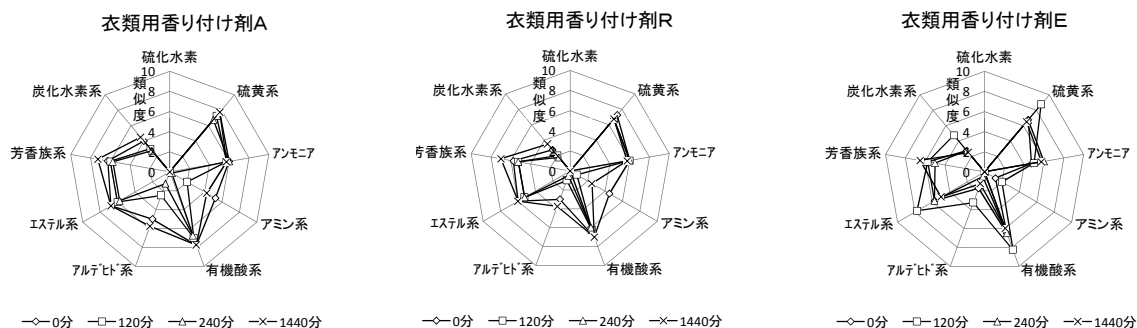 衣類用香り付け剤A
硫化水素
硫黄系
アンモニア
アミン系
有機酸系
アルデヒド系
エステル系
芳香族系
炭化水素系
類似度
10
8
6
4
2
0分 120分 240分 1440分
衣類用香り付け剤R
硫化水素
硫黄系
アンモニア
アミン系
有機酸系
アルデヒド系
エステル系
芳香族系
炭化水素系
類似度
10
8
6
4
2
0分 120分 240分 1440分
衣類用香り付け剤E
硫化水素
硫黄系
アンモニア
アミン系
有機酸系
アルデヒド系
エステル系
芳香族系
炭化水素系
類似度
10
8
6
4
2
0
0分 120分 240分 1440分